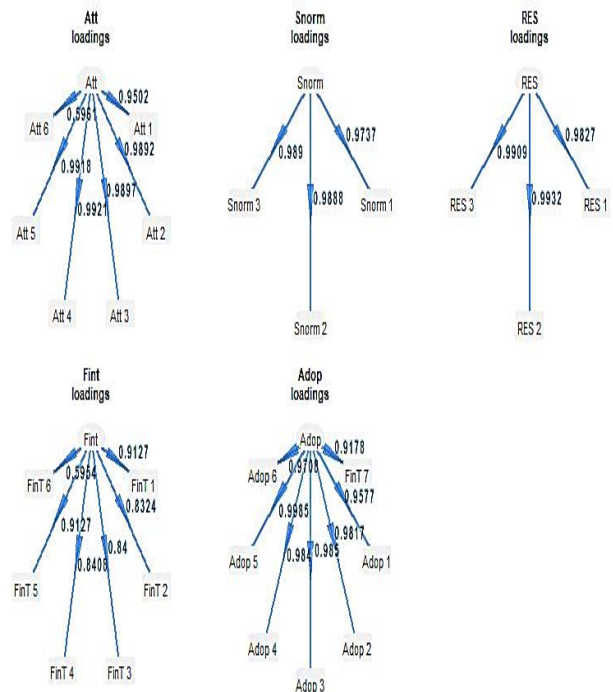 Att
loadings
Att
0.9502
0.5951
Att 6
Att 1
0.9892
0.9918
0.9897
0.9921
Att 5
Att 2
Att 4
Att 3
Snorm
loadings
Snorm
0.9737
0.989
0.9888
Snorm 3
Snorm 1
Snorm 2
RES
loadings
RES
0.9827
0.9909
0.9932
RES 3
RES 1
RES 2
Fint
loadings
Fint
0.9127
0.5954
FinT 6
FinT 1
0.8324
0.9127
0.84
0.8408
FinT 5
FinT 2
FinT 4
FinT 3
Adop
loadings
Adop
0.9178
0.9708
Adop 6
FinT 7
0.9577
0.9985
0.9817
0.984
0.985
Adop 5
Adop 1
Adop 4
Adop 2
Adop 3